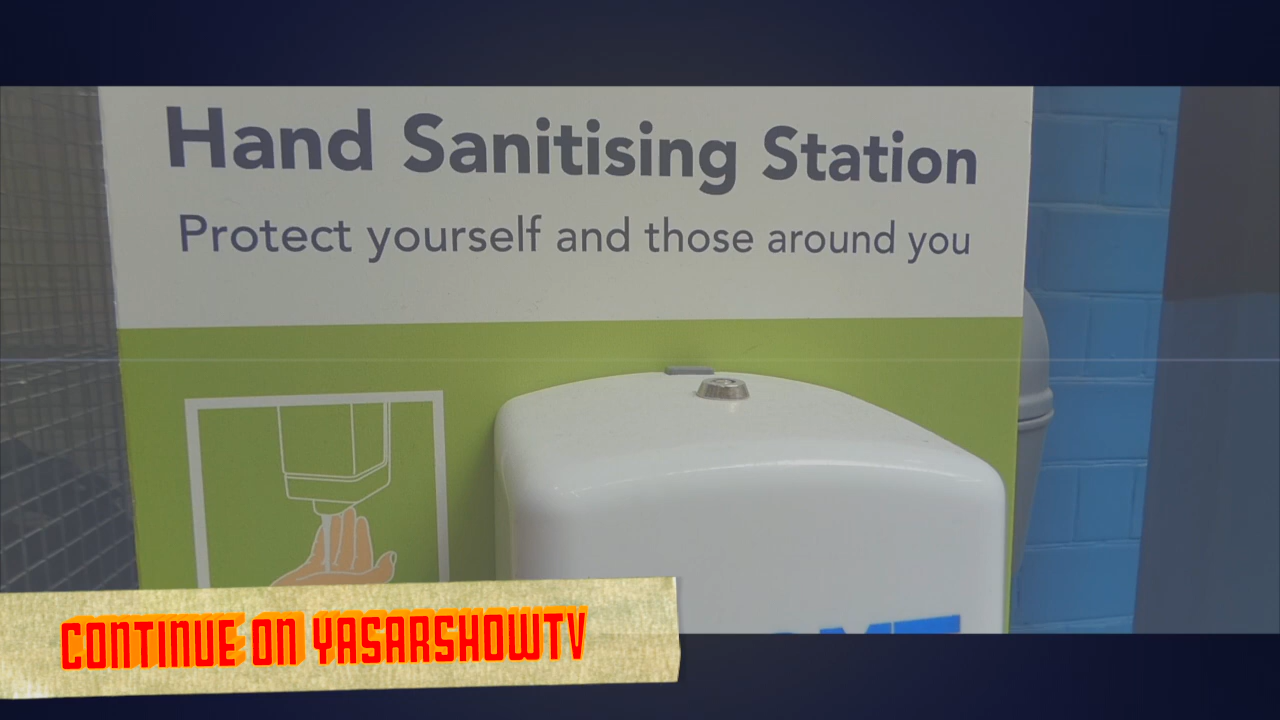 Hand Sanitising Station
Protect yourself and those around you
CONTINUE ON YASARSHOWTV